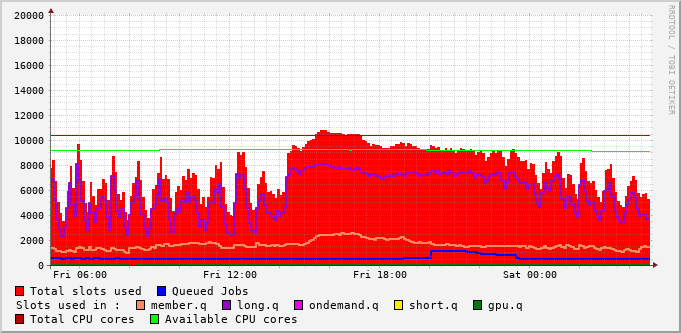 20000
18000
16000
14000
12000
10000
8000
6000
4000
2000
0
Fri 06:00 Fri 12:00 Fri 18:00 Sat 00:00
RRDTOOL / TOBI OETIKER
Total slots used Queued Jobs
Slots used in : member.q long.q ondemand.q short.q gpu.q
Total CPU cores Available CPU cores